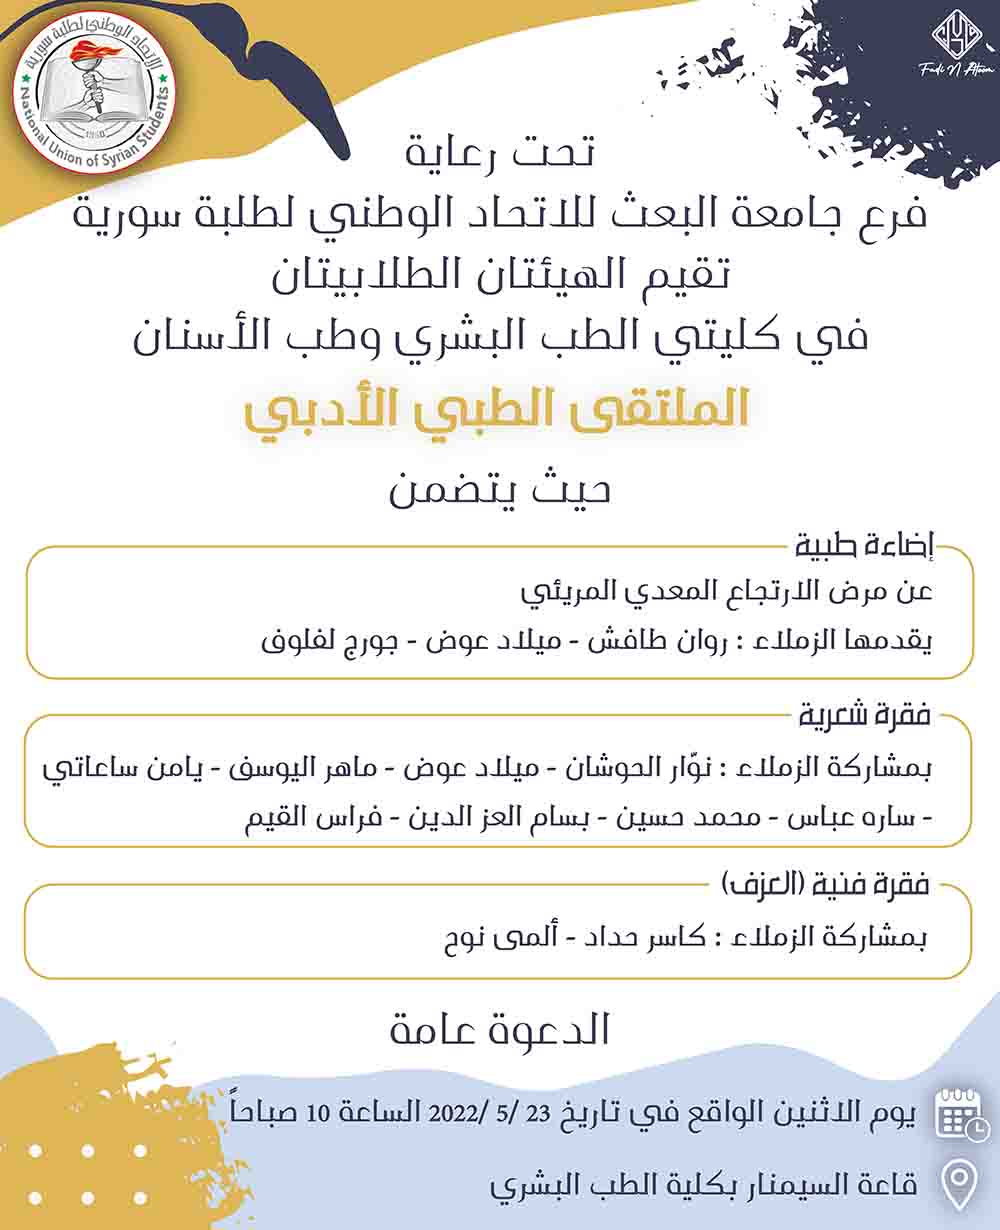 الاتحاد الوطني لطلبة سورية
National Union of Syrian Students
1950
Fadi N Atoom
تحت رعاية
فرع جامعة البعث للاتحاد الوطني لطلبة سورية
تقيم الهيئتان الطلابيتان
في كليتي الطب البشري وطب الأسنان
الملتقى الطبي الأدبي
حيث يتضمن
إضاءة طبية
عن مرض الارتجاع المعدي المريئي
يقدمها الزملاء : روان طافش - ميلاد عوض - جورج لفلوف
فقرة شعرية
بمشاركة الزملاء : نوّار الحوشان - ميلاد عوض - ماهر اليوسف - يامن ساعاتي
- ساره عباس - محمد حسين - بسام العز الدين - فراس القيم
فقرة فنية (العزف)
بمشاركة الزملاء : كاسر حداد - ألمى نوح
الدعوة عامة
يوم الاثنين الواقع في تاريخ 23 /5 /2022 الساعة 10 صباحاً
قاعة السيمنار بكلية الطب البشري